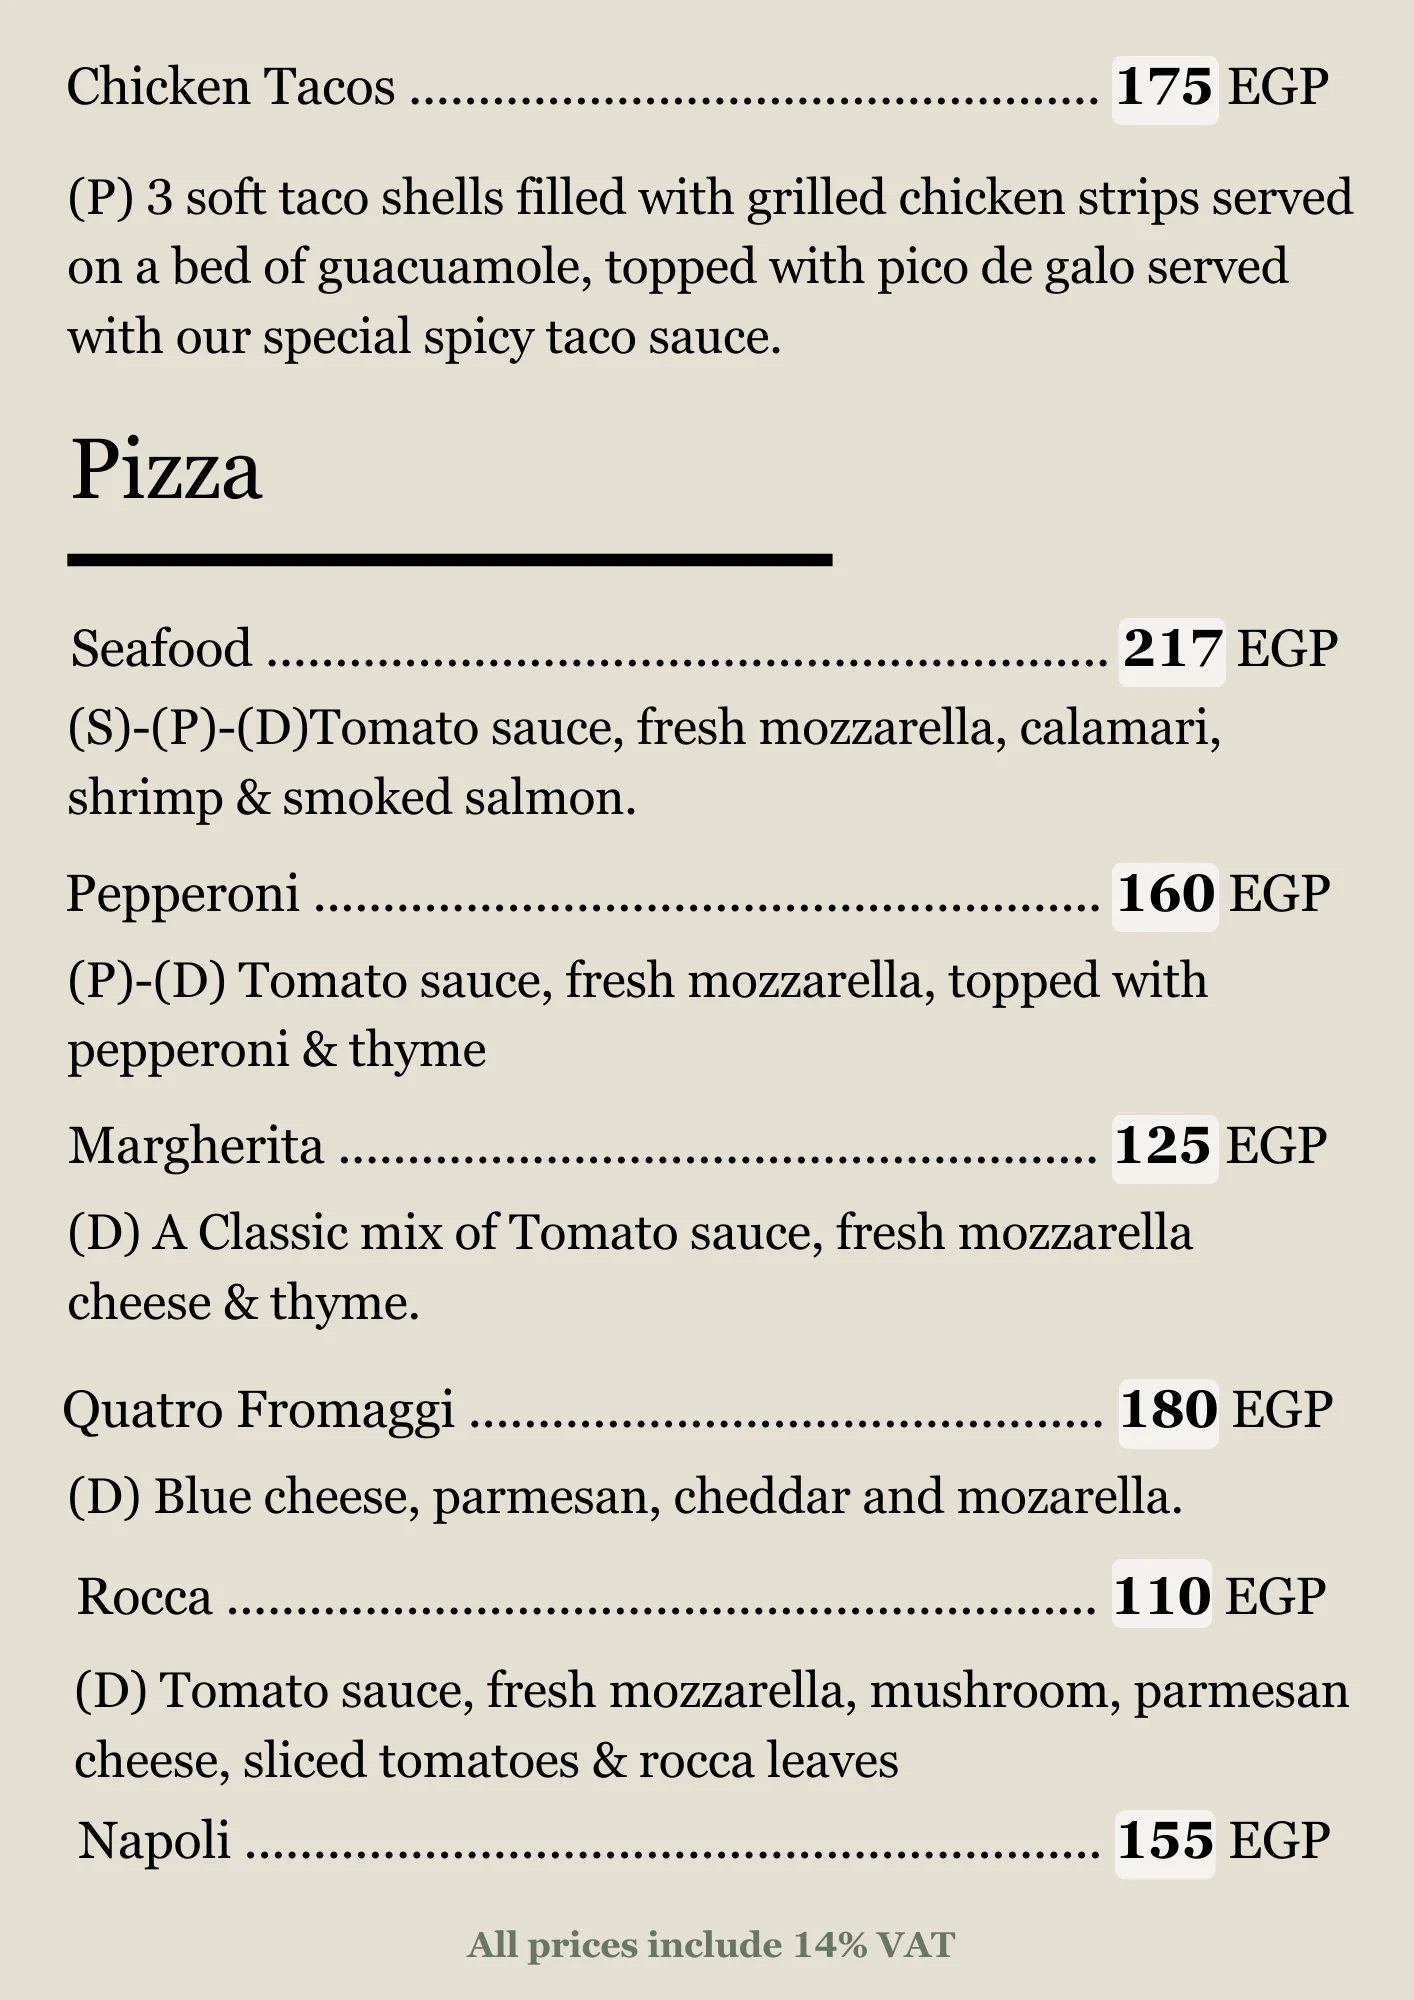 Chicken Tacos .................................................. 175 EGP
(P) 3 soft taco shells filled with grilled chicken strips served
on a bed of guacuamole, topped with pico de galo served
with our special spicy taco sauce.
Pizza
Seafood ............................................................. 217 EGP
(S)-(P)-(D)Tomato sauce, fresh mozzarella, calamari,
shrimp & smoked salmon.
Pepperoni ......................................................... 160 EGP
(P)-(D) Tomato sauce, fresh mozzarella, topped with
pepperoni & thyme
Margherita ....................................................... 125 EGP
(D) A Classic mix of Tomato sauce, fresh mozzarella
cheese & thyme.
Quatro Fromaggi .............................................. 180 EGP
(D) Blue cheese, parmesan, cheddar and mozarella.
Rocca ............................................................... 110 EGP
(D) Tomato sauce, fresh mozzarella, mushroom, parmesan
cheese, sliced tomatoes & rocca leaves
Napoli .............................................................. 155 EGP
All prices include 14% VAT